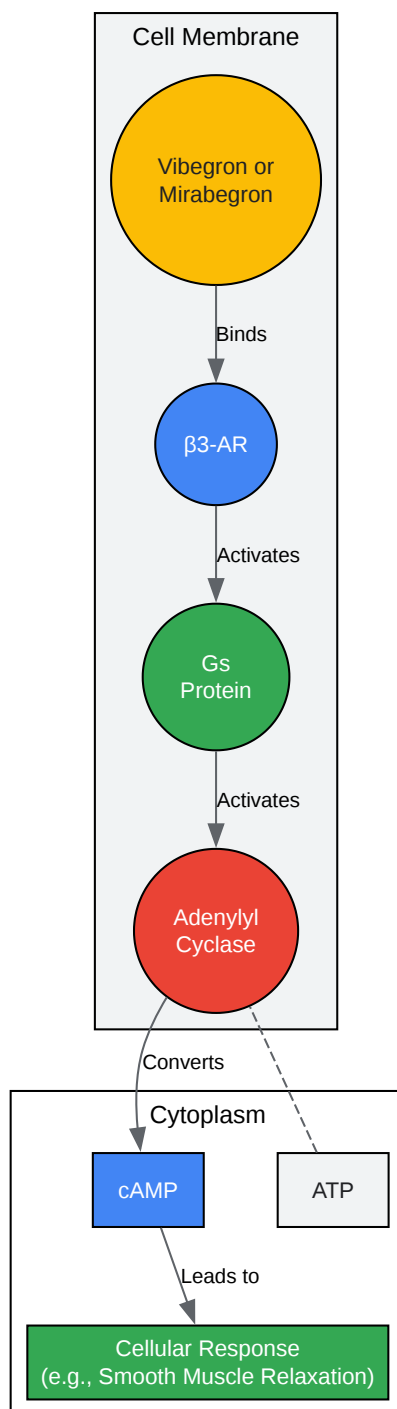 Cell Membrane
Vibegron or
Mirabegron
Binds
β3-AR
Activates
Gs
Protein
Activates
Adenylyl
Cyclase
Converts
Cytoplasm
cAMP
ATP
Leads to
Cellular Response
(e.g., Smooth Muscle Relaxation)